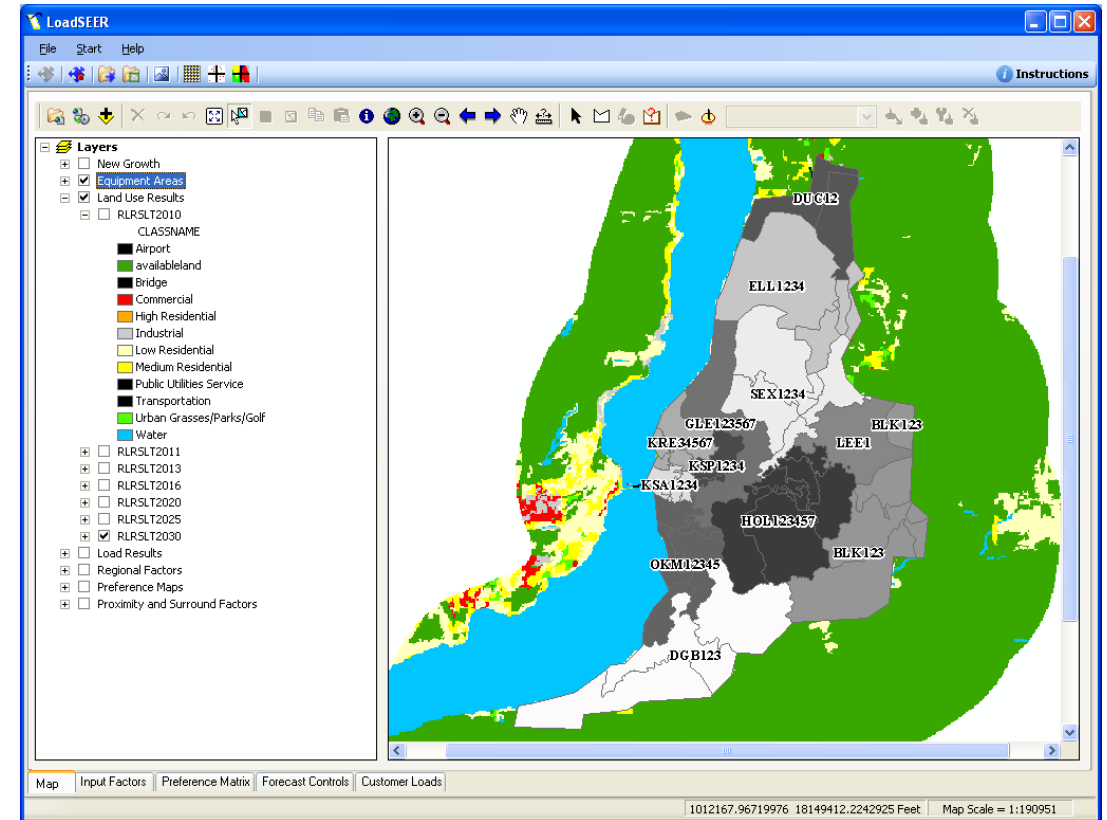 LoadSEER
File Start Help
Instructions
Layers
New Growth
Equipment Areas
Land Use Results
RLRSLT2010
CLASSNAME
Airport
availableland
Bridge
Commercial
High Residential
Industrial
Low Residential
Medium Residential
Public Utilities Service
Transportation
Urban Grasses/Parks/Golf
Water
RLRSLT2011
RLRSLT2013
RLRSLT2016
RLRSLT2020
RLRSLT2025
RLRSLT2030
Load Results
Regional Factors
Preference Maps
Proximity and Surround Factors
DUC12
ELL1234
SEX1234
GLE123567
BLK123
KRE34567
LEE1
KSP1234
KSA1234
HOL123457
BLK123
OKM12345
DGB123
Map Input Factors Preference Matrix Forecast Controls Customer Loads
1012167.96719976 18149412.2242925 Feet Map Scale = 1:190951